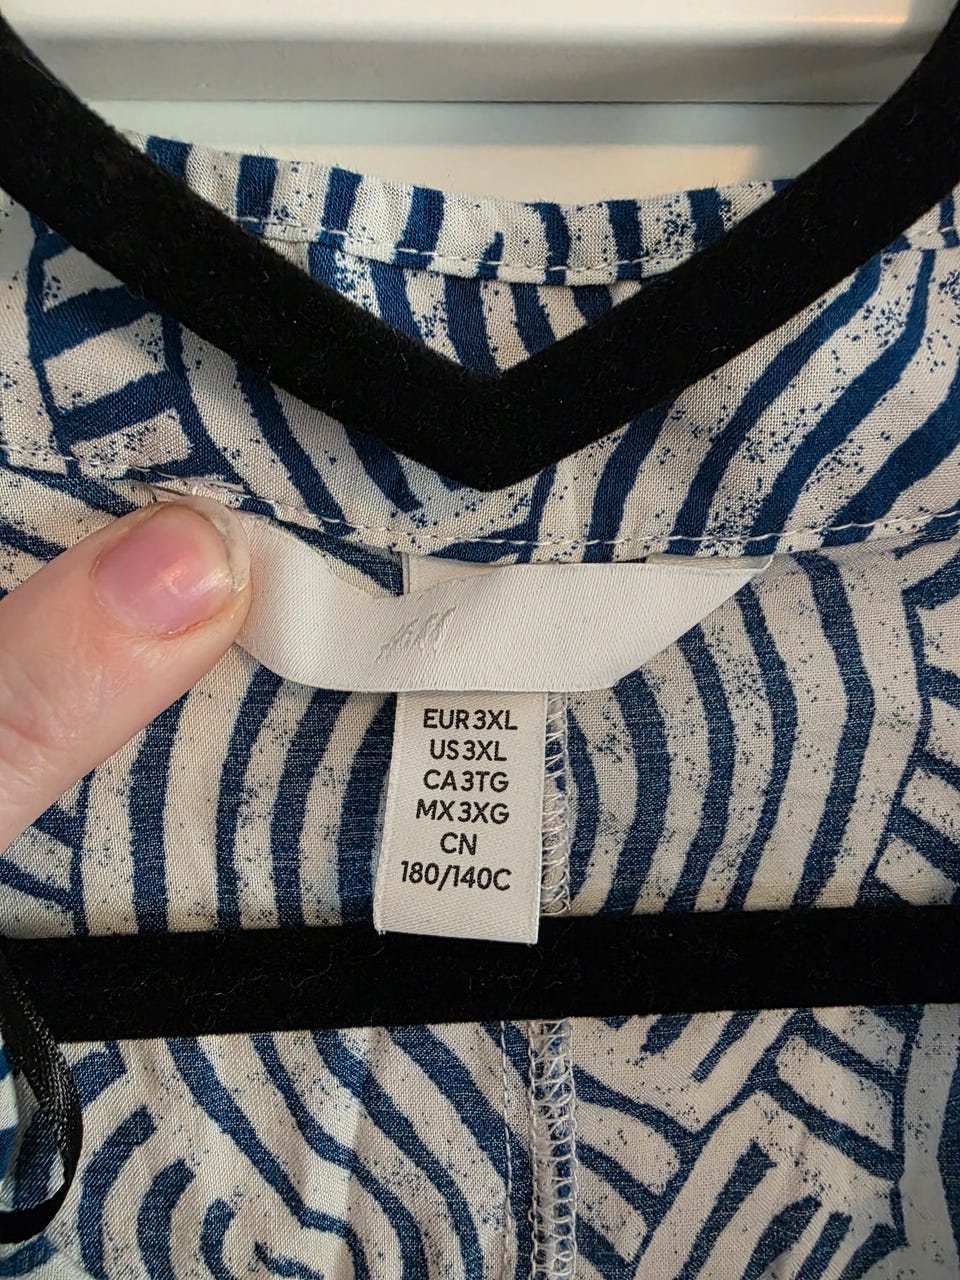 H&M
EUR 3XL
US 3XL
CA 3TG
MX 3XG
CN
180/140C